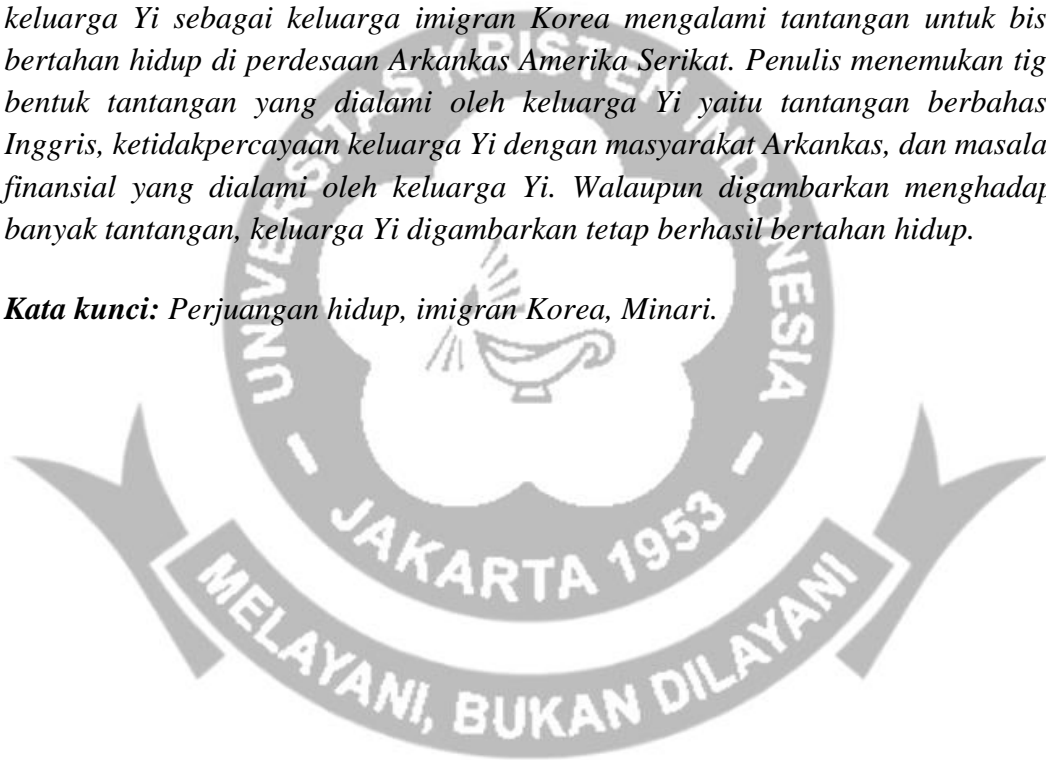 keluarga Yi sebagai keluarga imigran Korea mengalami tantangan untuk bis
bertahan hidup di perdesaan Arkankas Amerika Serikat. Penulis menemukan tig
bentuk tantangan yang dialami oleh keluarga Yi yaitu tantangan berbahas
Inggris, ketidakpercayaan keluarga Yi dengan masyarakat Arkankas, dan masala
finansial yang dialami oleh keluarga Yi. Walaupun digambarkan menghadap
banyak tantangan, keluarga Yi digambarkan tetap berhasil bertahan hidup.
Kata kunci: Perjuangan hidup, imigran Korea, Minari.
UNIVERSITAS KRISTEN INDONESIA
- JAKARTA 1953 -
MELAYANI, BUKAN DILAYANI